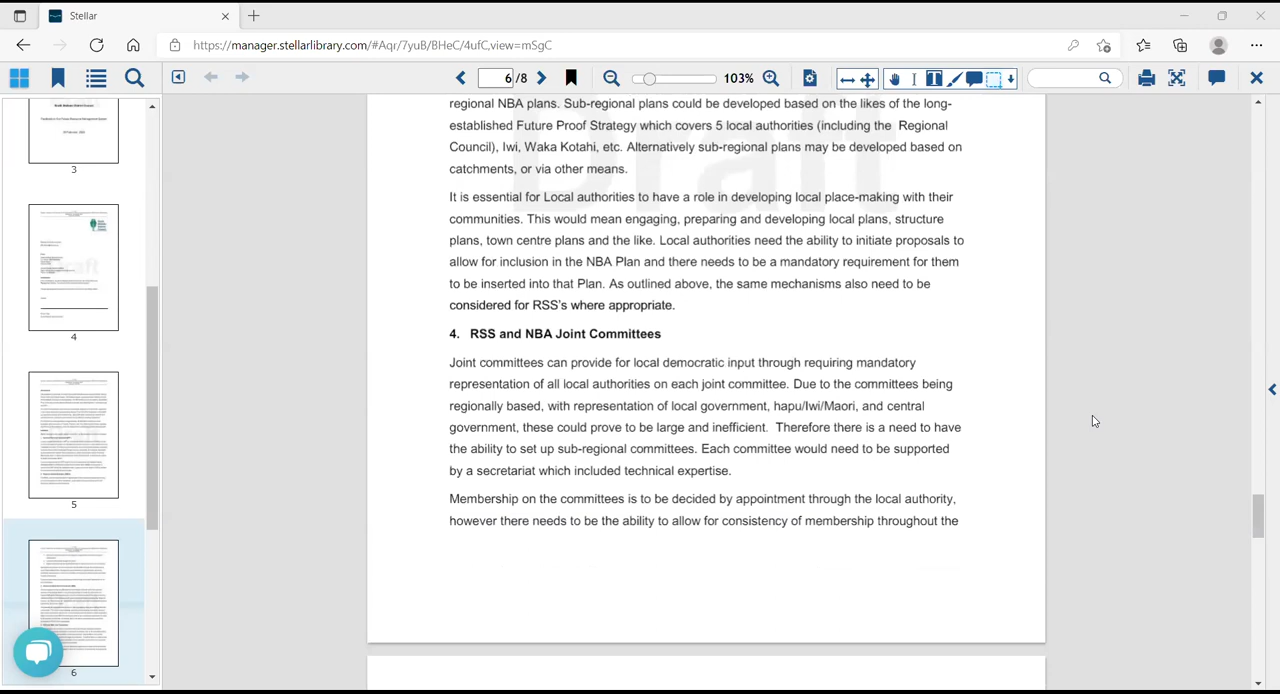 Stellar
https://manager.stellarlibrary.com/#Aqr/7yuB/BHeC/4ufC,view=mSgC
6 /8
103%
3
4
5
6
regional NBA plans. Sub-regional plans could be developed based on the likes of the long-
established Future Proof Strategy which covers 5 local authorities (including the Regional
Council), Iwi, Waka Kotahi, etc. Alternatively sub-regional plans may be developed based on
catchments, or via other means.
It is essential for Local authorities to have a role in developing local place-making with their
communities. This would mean engaging, preparing and developing local plans, structure
plans, town centre plans and the like. Local authorities need the ability to initiate proposals to
allow for inclusion in the NBA Plan and there needs to be a mandatory requirement for them
to be inserted into that Plan. As outlined above, the same mechanisms also need to be
considered for RSS's where appropriate.
4. RSS and NBA Joint Committees
Joint committees can provide for local democratic input through requiring mandatory
representation of all local authorities on each joint committee. Due to the committees being
regionally based with representation of local government, Hapu/Iwi/Maori, and central
government, these could prove to be large and inefficient. Therefore there is a need to have
the ability to set up sub-regional committees. Each committee would need to be supported
by a secretariat which included technical expertise.
Membership on the committees is to be decided by appointment through the local authority,
however there needs to be the ability to allow for consistency of membership throughout the